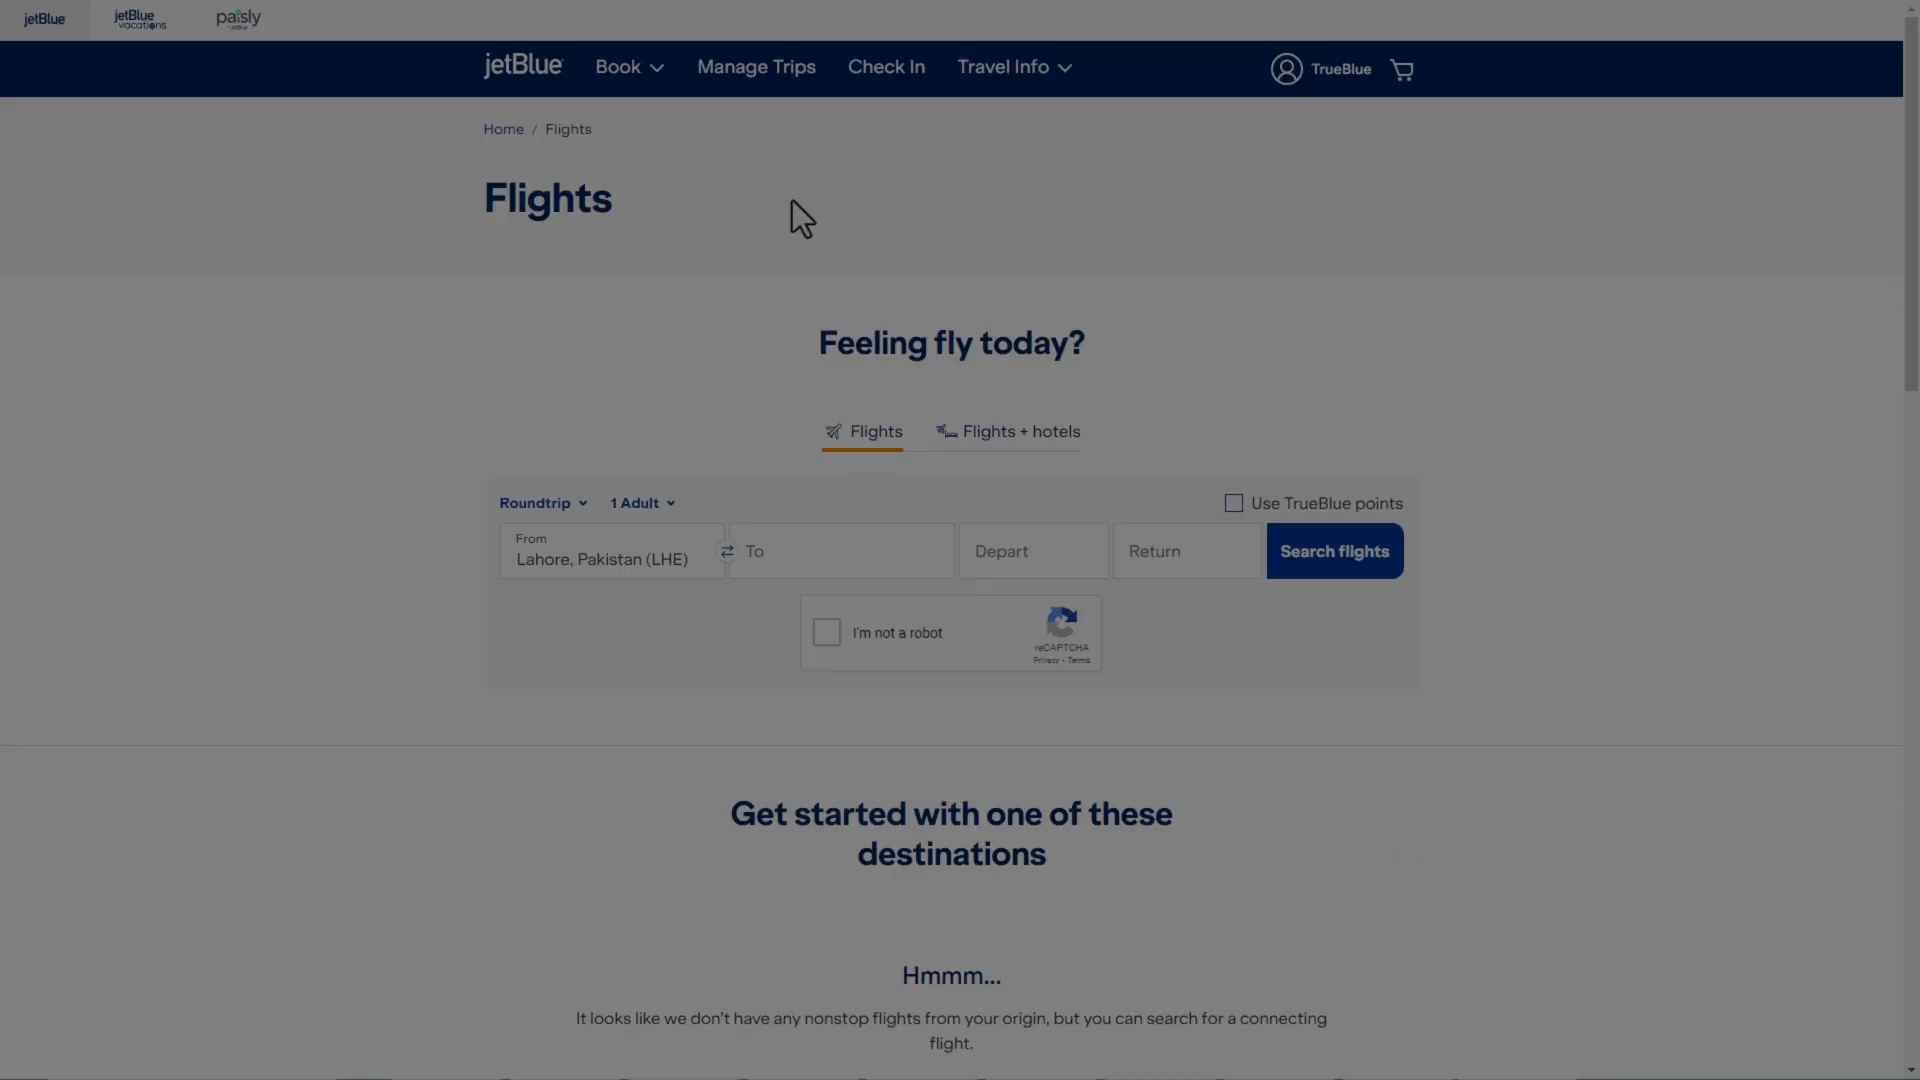 jetBlue
jetBlue vacations
paisly
jetBlue
Book
Manage Trips
Check In
Travel Info
TrueBlue
Home / Flights
Flights
Feeling fly today?
Flights
Flights + hotels
Roundtrip
1 Adult
Use TrueBlue points
From
Lahore, Pakistan (LHE)
To
Depart
Return
Search flights
I'm not a robot
reCAPTCHA
Privacy - Terms
Get started with one of these
destinations
Hmmm...
It looks like we don't have any nonstop flights from your origin, but you can search for a connecting
flight.